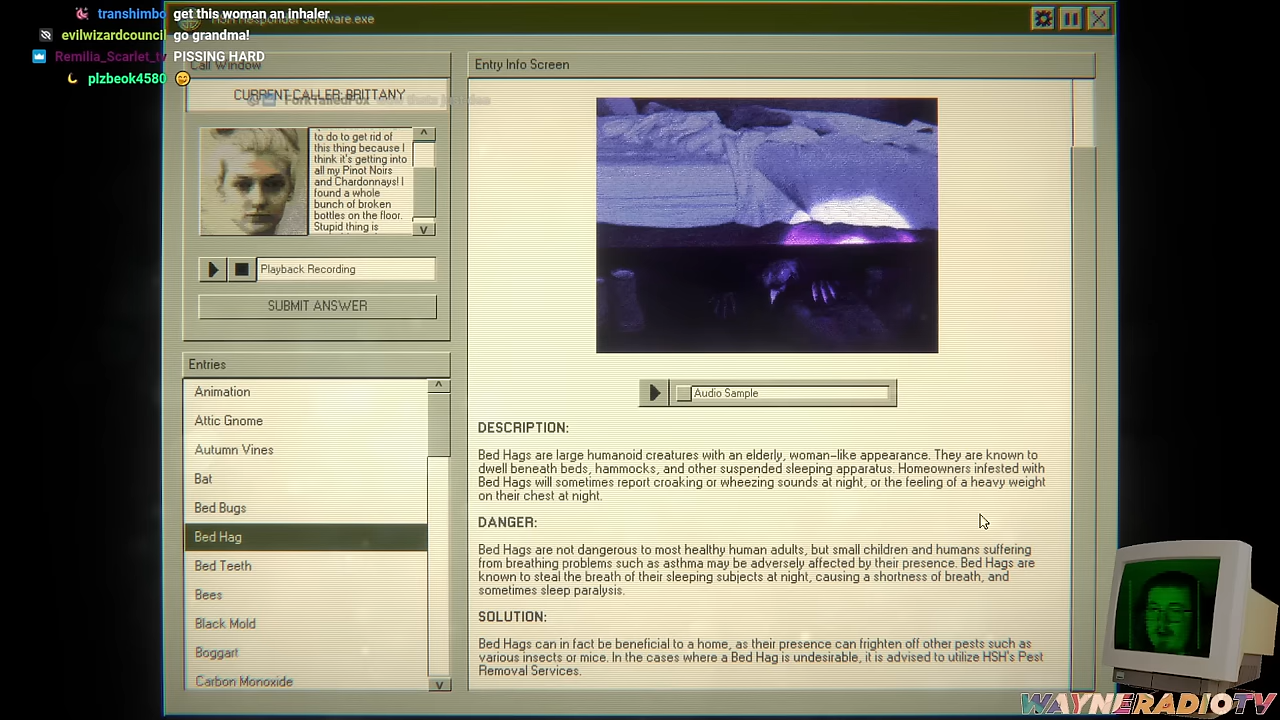 transhimbo get this woman an inhaler
HSH Responder Software.exe
evilwizardcouncil go grandma!
Remilia_Scarlet_tv PISSING HARD
Call Window
Entry Info Screen
plzbeok4580
CURRENT CALLER: BRITTANY
ForkTailedFox
to do to get rid of
this thing because I
think it's getting into
all my Pinot Noirs
and Chardonnays! I
found a whole
bunch of broken
bottles on the floor.
Stupid thing is
Playback Recording
SUBMIT ANSWER
Entries
Animation
Attic Gnome
Autumn Vines
Bat
Bed Bugs
Bed Hag
Bed Teeth
Bees
Black Mold
Boggart
Carbon Monoxide
Audio Sample
DESCRIPTION:
Bed Hags are large humanoid creatures with an elderly, woman-like appearance. They are known to
dwell beneath beds, hammocks, and other suspended sleeping apparatus. Homeowners infested with
Bed Hags will sometimes report croaking or wheezing sounds at night, or the feeling of a heavy weight
on their chest at night.
DANGER:
Bed Hags are not dangerous to most healthy human adults, but small children and humans suffering
from breathing problems such as asthma may be adversely affected by their presence. Bed Hags are
known to steal the breath of their sleeping subjects at night, causing a shortness of breath, and
sometimes sleep paralysis.
SOLUTION:
Bed Hags can in fact be beneficial to a home, as their presence can frighten off other pests such as
various insects or mice. In the cases where a Bed Hag is undesirable, it is advised to utilize HSH's Pest
Removal Services.
WAYNERADIOTV